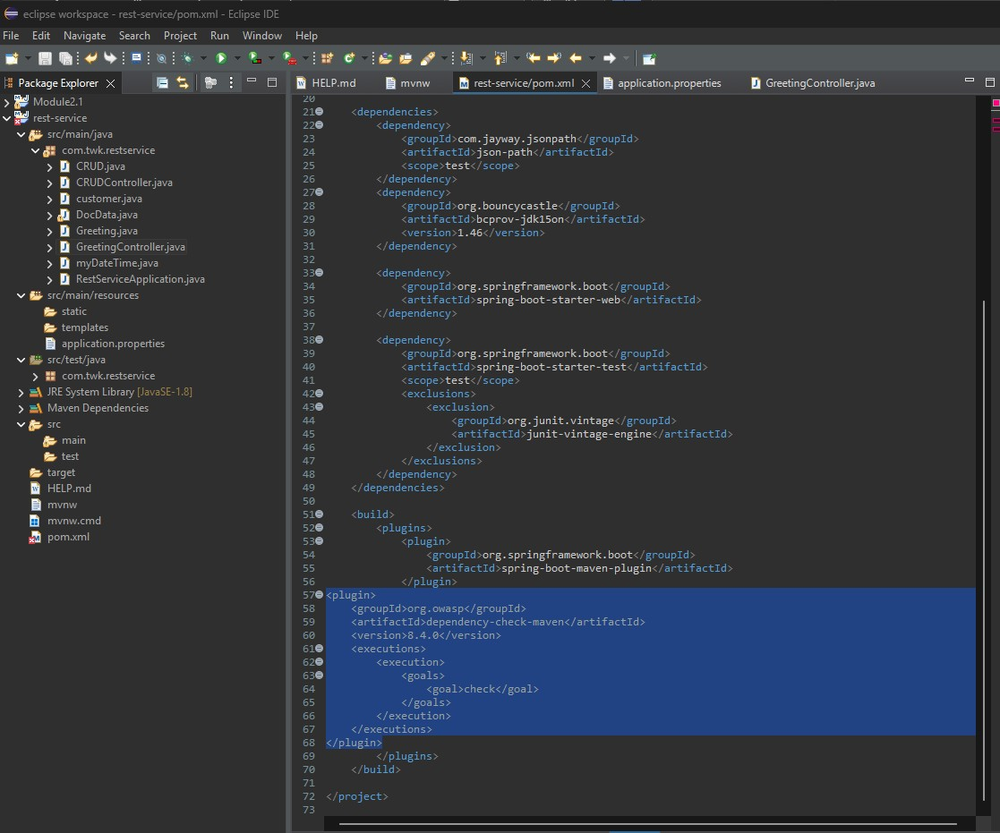 eclipse workspace - rest-service/pom.xml - Eclipse IDE
File Edit Navigate Search Project Run Window Help
Package Explorer
HELP.md
mvnw
rest-service/pom.xml
application.properties
GreetingController.java
Module2.1
rest-service
src/main/java
com.twk.restservice
CRUD.java
CRUDController.java
customer.java
DocData.java
Greeting.java
GreetingController.java
myDateTime.java
RestServiceApplication.java
src/main/resources
static
templates
application.properties
src/test/java
com.twk.restservice
JRE System Library [JavaSE-1.8]
Maven Dependencies
src
main
test
target
HELP.md
mvnw
mvnw.cmd
pom.xml
20
21 <dependencies>
22 <dependency>
23 <groupId>com.jayway.jsonpath</groupId>
24 <artifactId>json-path</artifactId>
25 <scope>test</scope>
26 </dependency>
27 <dependency>
28 <groupId>org.bouncycastle</groupId>
29 <artifactId>bcprov-jdk15on</artifactId>
30 <version>1.46</version>
31 </dependency>
32
33 <dependency>
34 <groupId>org.springframework.boot</groupId>
35 <artifactId>spring-boot-starter-web</artifactId>
36 </dependency>
37
38 <dependency>
39 <groupId>org.springframework.boot</groupId>
40 <artifactId>spring-boot-starter-test</artifactId>
41 <scope>test</scope>
42 <exclusions>
43 <exclusion>
44 <groupId>org.junit.vintage</groupId>
45 <artifactId>junit-vintage-engine</artifactId>
46 </exclusion>
47 </exclusions>
48 </dependency>
49 </dependencies>
50
51 <build>
52 <plugins>
53 <plugin>
54 <groupId>org.springframework.boot</groupId>
55 <artifactId>spring-boot-maven-plugin</artifactId>
56 </plugin>
57 <plugin>
58 <groupId>org.owasp</groupId>
59 <artifactId>dependency-check-maven</artifactId>
60 <version>8.4.0</version>
61 <executions>
62 <execution>
63 <goals>
64 <goal>check</goal>
65 </goals>
66 </execution>
67 </executions>
68 </plugin>
69 </plugins>
70 </build>
71
72 </project>
73